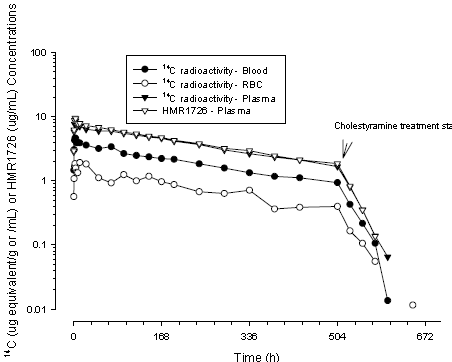 ¹⁴C (ug equivalent/g or /mL) or HMR1726 (ug/mL) Concentrations
100
10
1
0.1
0.01
¹⁴C radioactivity - Blood
¹⁴C radioactivity - RBC
¹⁴C radioactivity - Plasma
HMR1726 - Plasma
Cholestyramine treatment sta
0
168
336
504
672
Time (h)